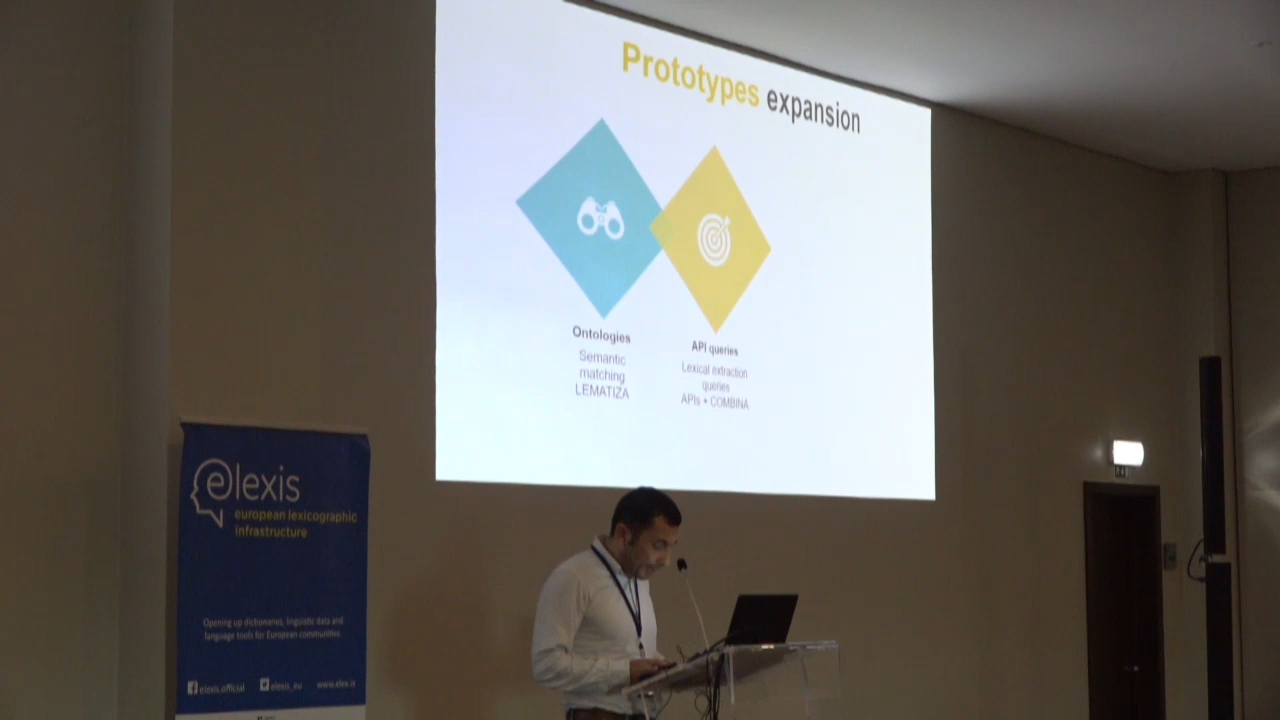 Prototypes expansion
Ontologies
Semantic
matching
LEMATIZA
API queries
Lexical extraction
queries
APIs + COMBINA
elexis
european lexicographic
infrastructure
Opening up dictionaries, linguistic data and
language tools for European communities.
elexis.official
elexis_eu
www.elex.is